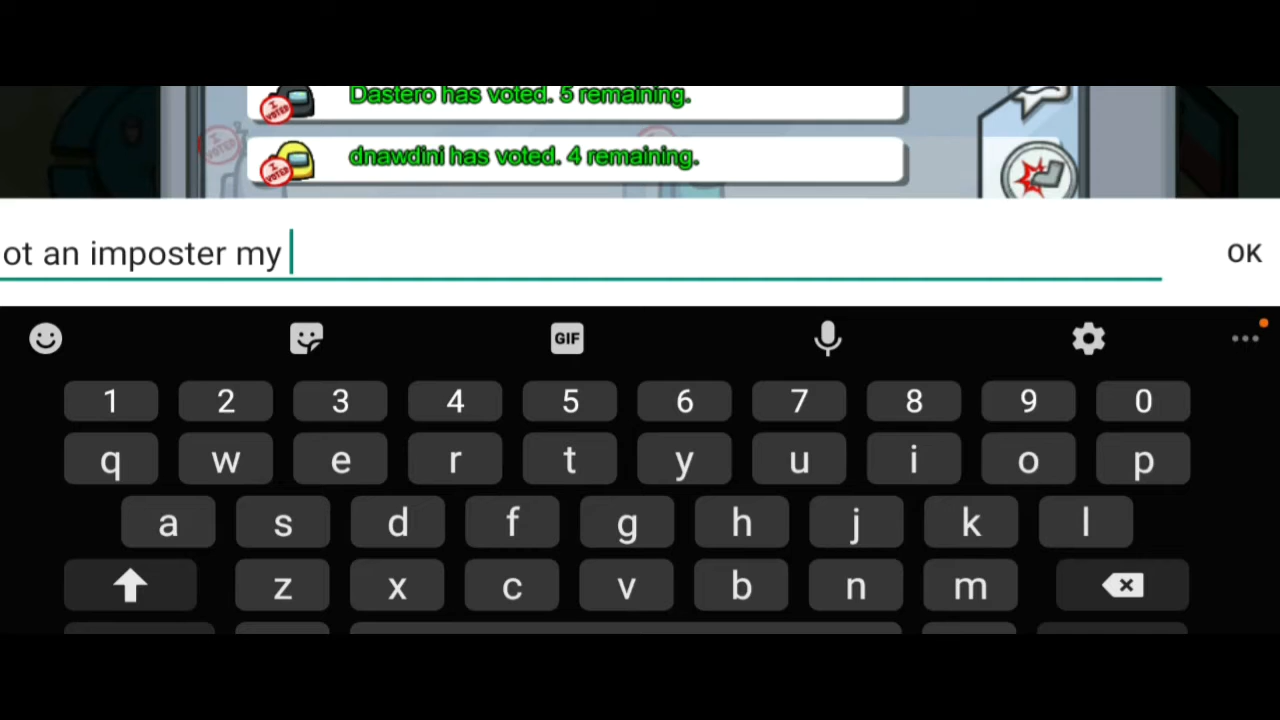 Dastero has voted. 5 remaining.
dnawdini has voted. 4 remaining.
ot an imposter my
OK
GIF
1 2 3 4 5 6 7 8 9 0
q w e r t y u i o p
a s d f g h j k l
z x c v b n m